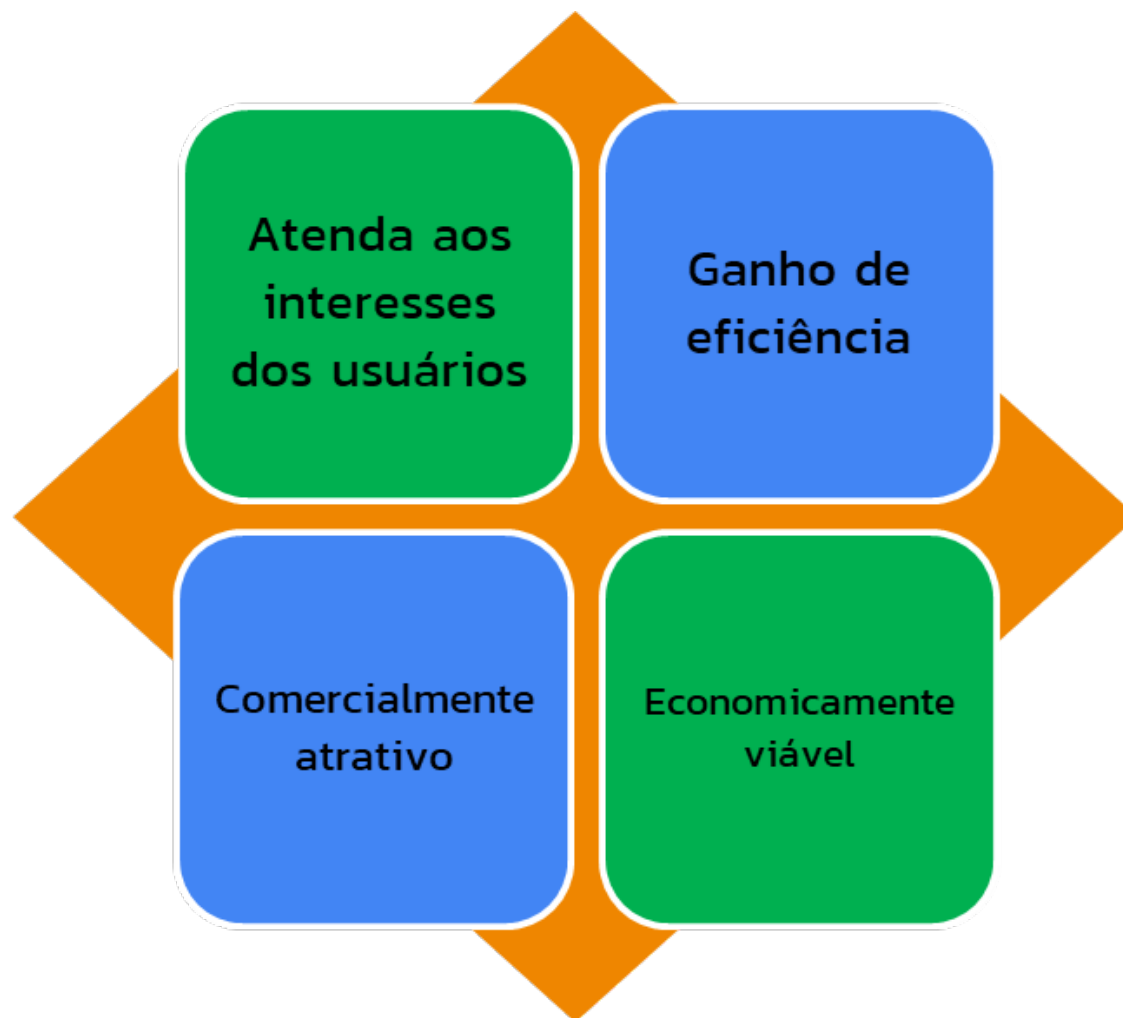 Atenda aos
interesses
dos usuários
Ganho de
eficiência
Comercialmente
atrativo
Economicamente
viável